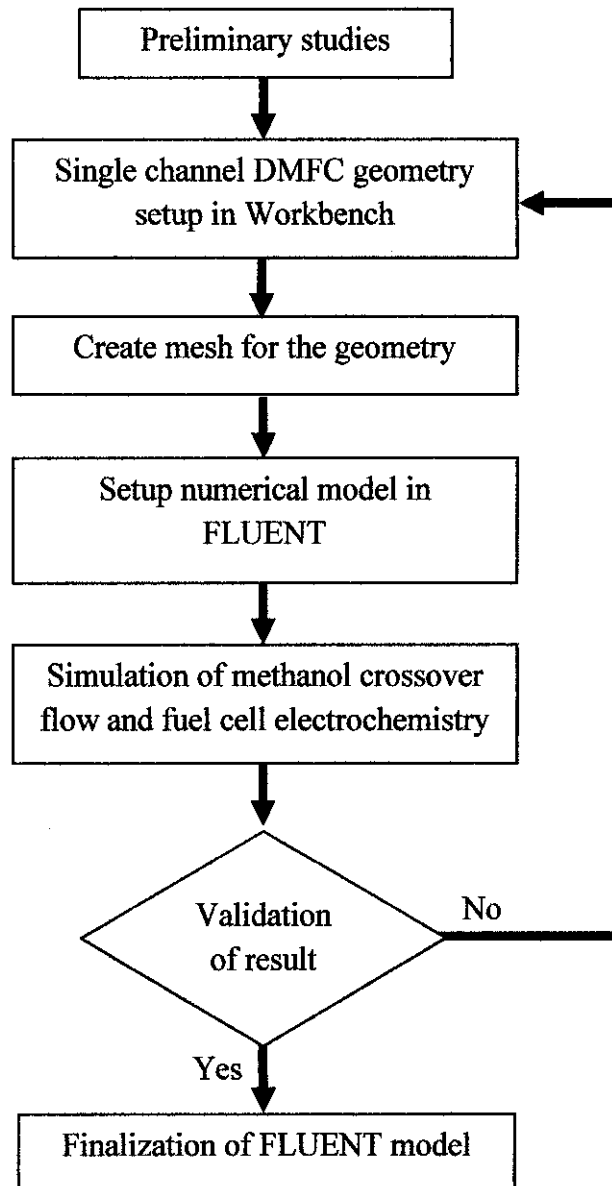 Preliminary studies
Single channel DMFC geometry
setup in Workbench
Create mesh for the geometry
Setup numerical model in
FLUENT
Simulation of methanol crossover
flow and fuel cell electrochemistry
Validation
of result
No
Yes
Finalization of FLUENT model